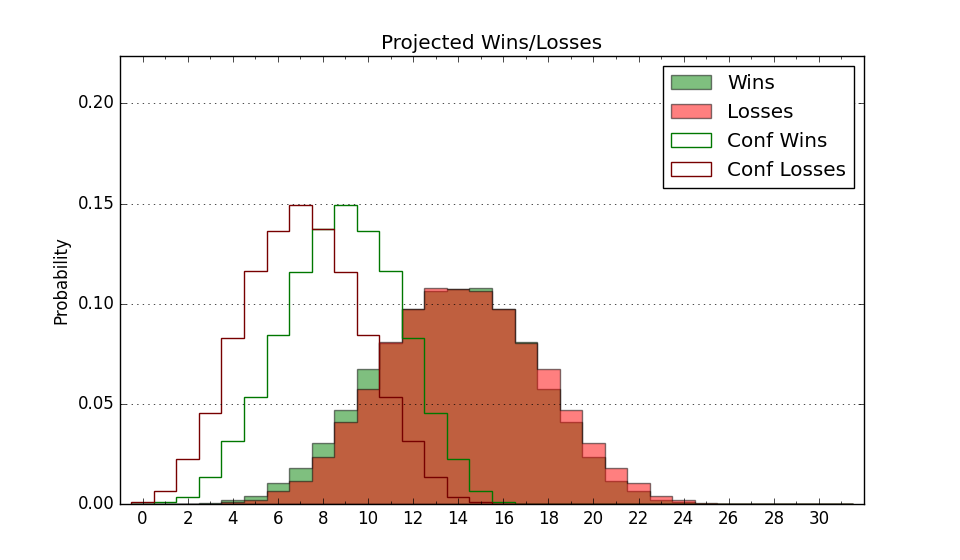 Projected Wins/Losses
Wins
Losses
Conf Wins
Conf Losses
Probability
0.20
0.15
0.10
0.05
0.00
0 2 4 6 8 10 12 14 16 18 20 22 24 26 28 30